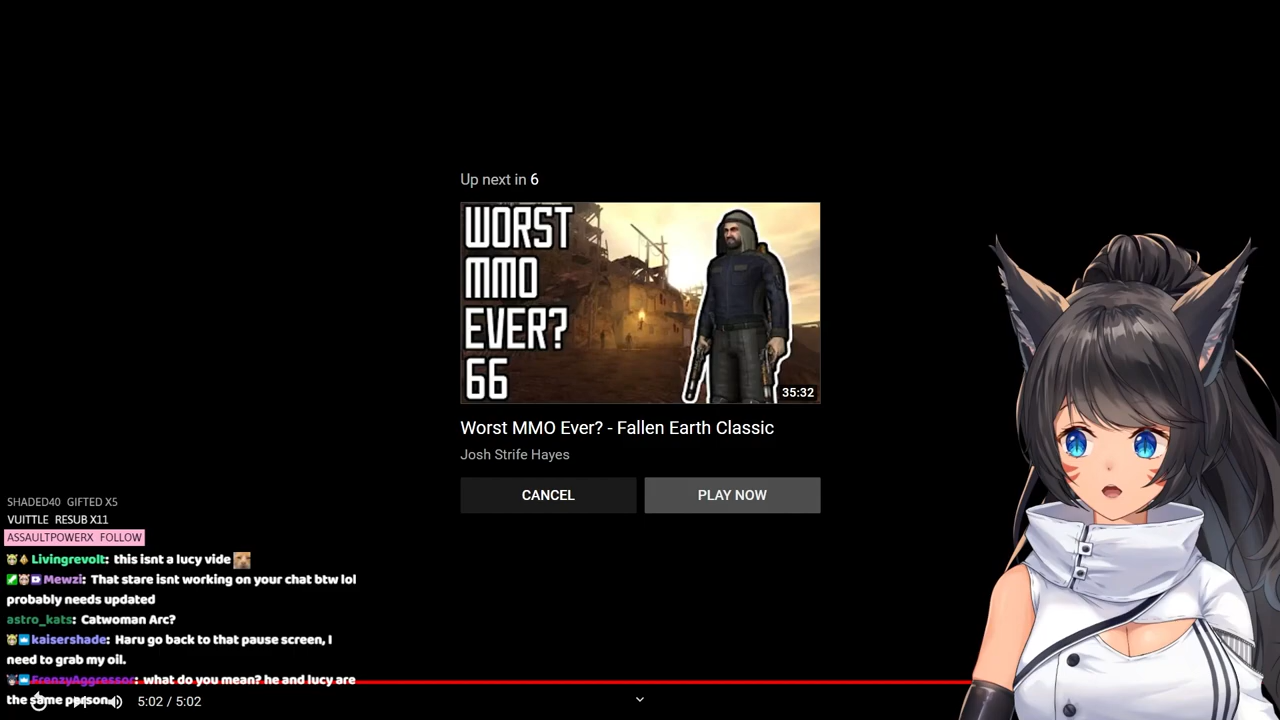 Up next in 6
WORST
MMO
EVER?
66
35:32
Worst MMO Ever? - Fallen Earth Classic
Josh Strife Hayes
CANCEL
PLAY NOW
SHADED40 GIFTED X5
VUITTLE RESUB X11
ASSAULTPOWERX FOLLOW
Livingrevolt: this isnt a lucy vide
Mewzi: That stare isnt working on your chat btw lol
probably needs updated
astro_kats: Catwoman Arc?
kaisershade: Haru go back to that pause screen, I
need to grab my oil.
FrenzyAggressor: what do you mean? he and lucy are
the same person.
5:02 / 5:02